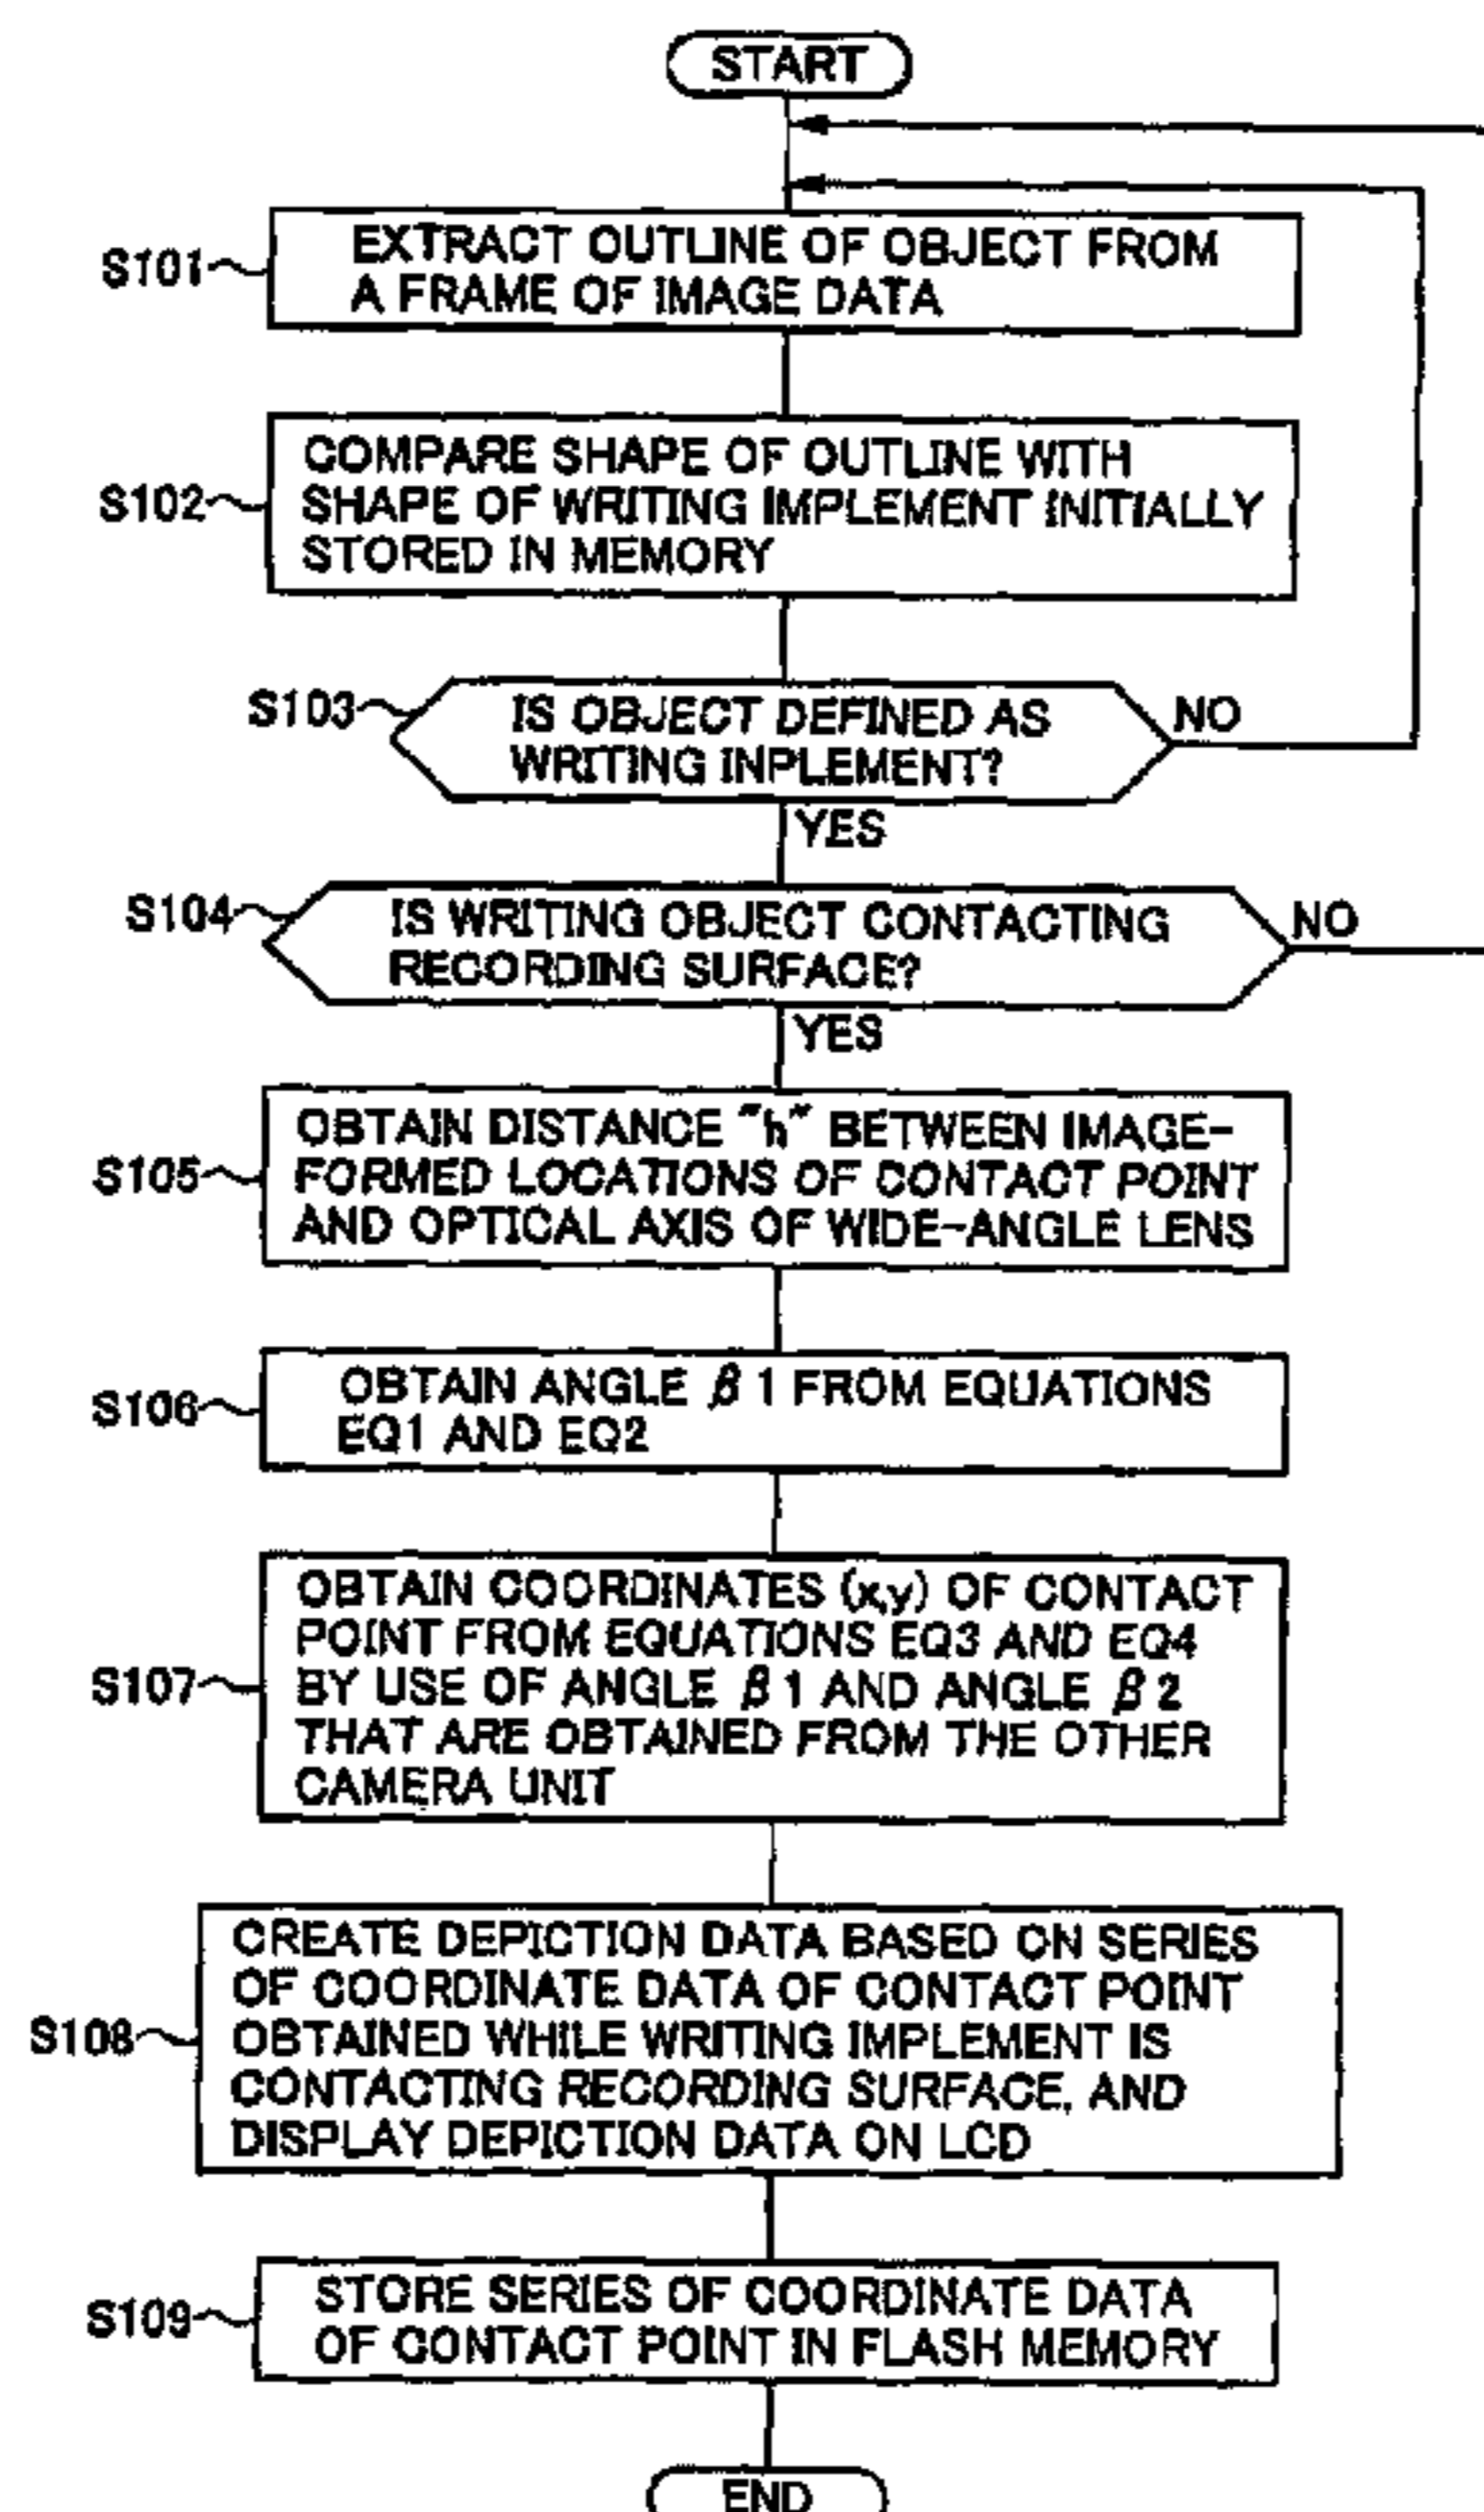 START
S101
EXTRACT OUTLINE OF OBJECT FROM
A FRAME OF IMAGE DATA
S102
COMPARE SHAPE OF OUTLINE WITH
SHAPE OF WRITING IMPLEMENT INITIALLY
STORED IN MEMORY
S103
IS OBJECT DEFINED AS
WRITING INPLEMENT?
NO
YES
S104
IS WRITING OBJECT CONTACTING
RECORDING SURFACE?
NO
YES
S105
OBTAIN DISTANCE "h" BETWEEN IMAGE-
FORMED LOCATIONS OF CONTACT POINT
AND OPTICAL AXIS OF WIDE-ANGLE LENS
S106
OBTAIN ANGLE β1 FROM EQUATIONS
EQ1 AND EQ2
S107
OBTAIN COORDINATES (x,y) OF CONTACT
POINT FROM EQUATIONS EQ3 AND EQ4
BY USE OF ANGLE β1 AND ANGLE β2
THAT ARE OBTAINED FROM THE OTHER
CAMERA UNIT
S108
CREATE DEPICTION DATA BASED ON SERIES
OF COORDINATE DATA OF CONTACT POINT
OBTAINED WHILE WRITING IMPLEMENT IS
CONTACTING RECORDING SURFACE, AND
DISPLAY DEPICTION DATA ON LCD
S109
STORE SERIES OF COORDINATE DATA
OF CONTACT POINT IN FLASH MEMORY
END